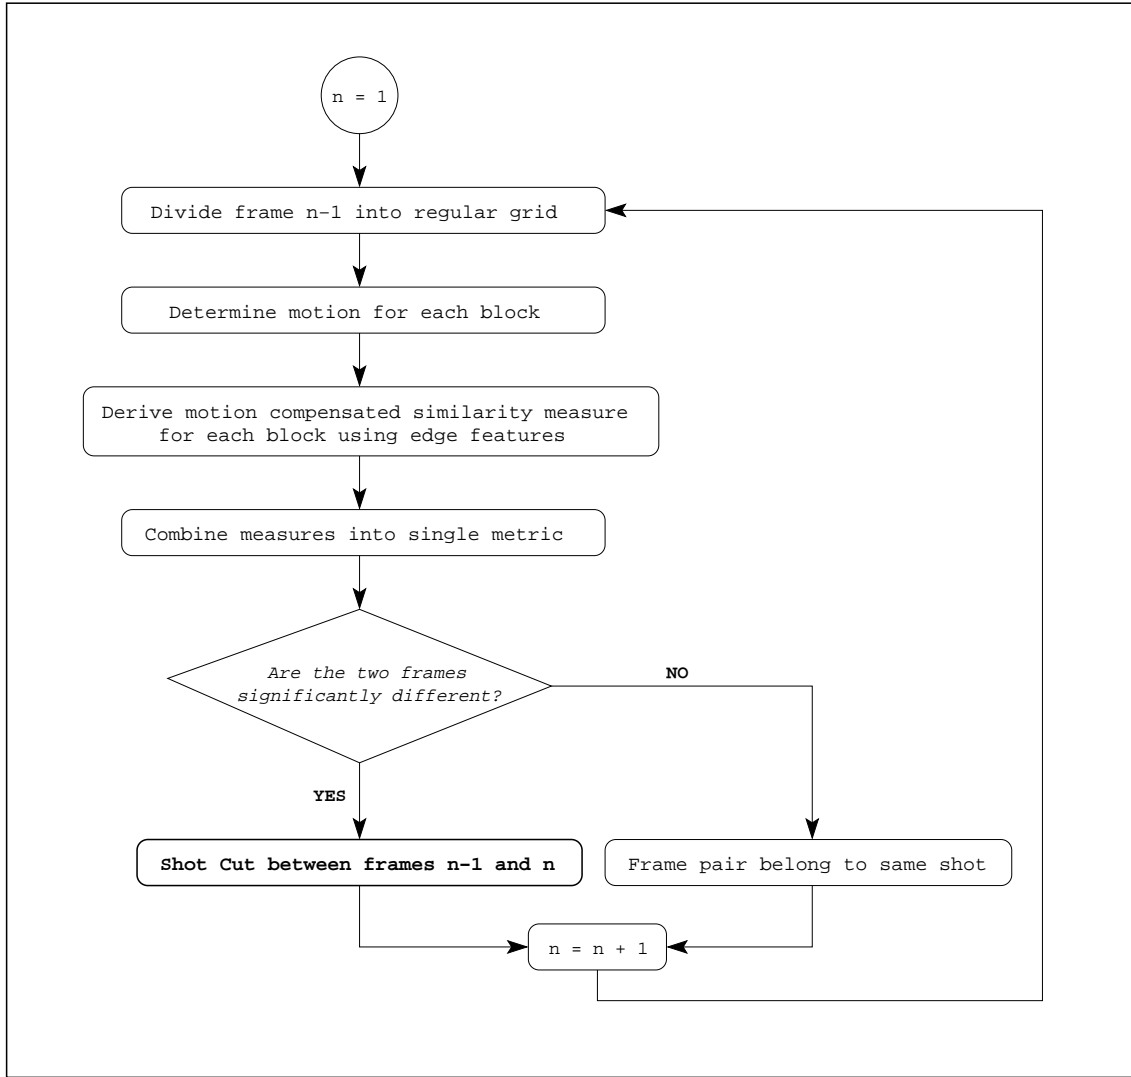 n = 1
Divide frame n-1 into regular grid
Determine motion for each block
Derive motion compensated similarity measure
for each block using edge features
Combine measures into single metric
Are the two frames
significantly different?
NO
YES
Shot Cut between frames n-1 and n
Frame pair belong to same shot
n = n + 1